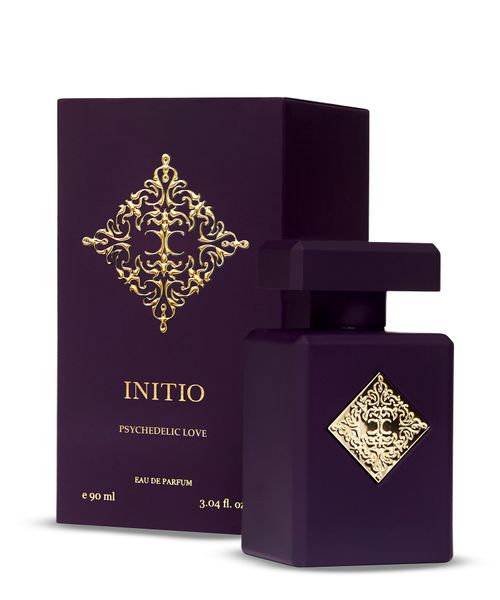 INITIO
PSYCHEDELIC LOVE
EAU DE PARFUM
e 90 ml 3.04 fl. oz